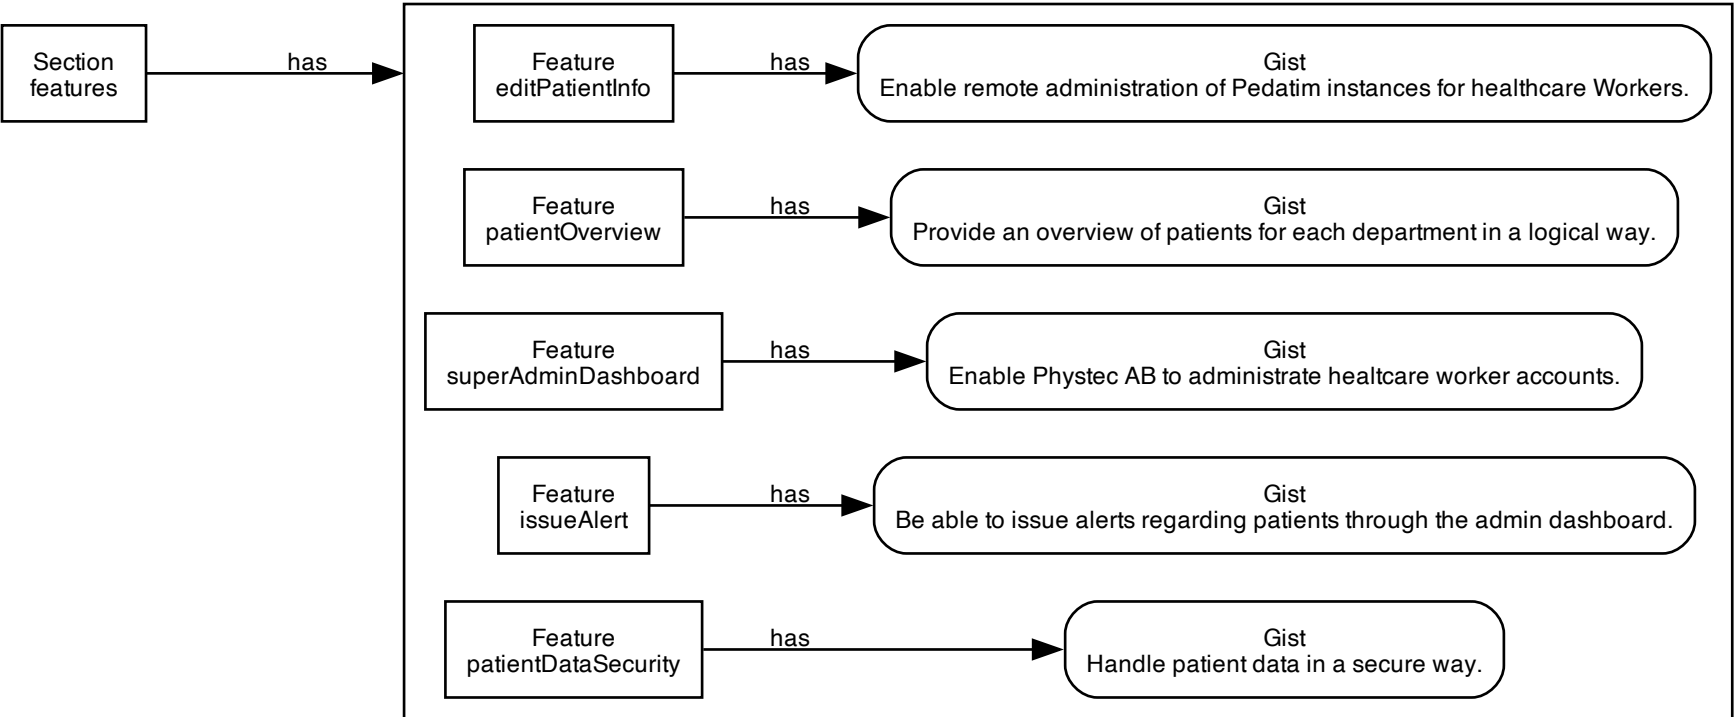 Section
features
has
Feature
editPatientInfo
has
Gist
Enable remote administration of Pedatim instances for healthcare Workers.
Feature
patientOverview
has
Gist
Provide an overview of patients for each department in a logical way.
Feature
superAdminDashboard
has
Gist
Enable Phystec AB to administrate healtcare worker accounts.
Feature
issueAlert
has
Gist
Be able to issue alerts regarding patients through the admin dashboard.
Feature
patientDataSecurity
has
Gist
Handle patient data in a secure way.